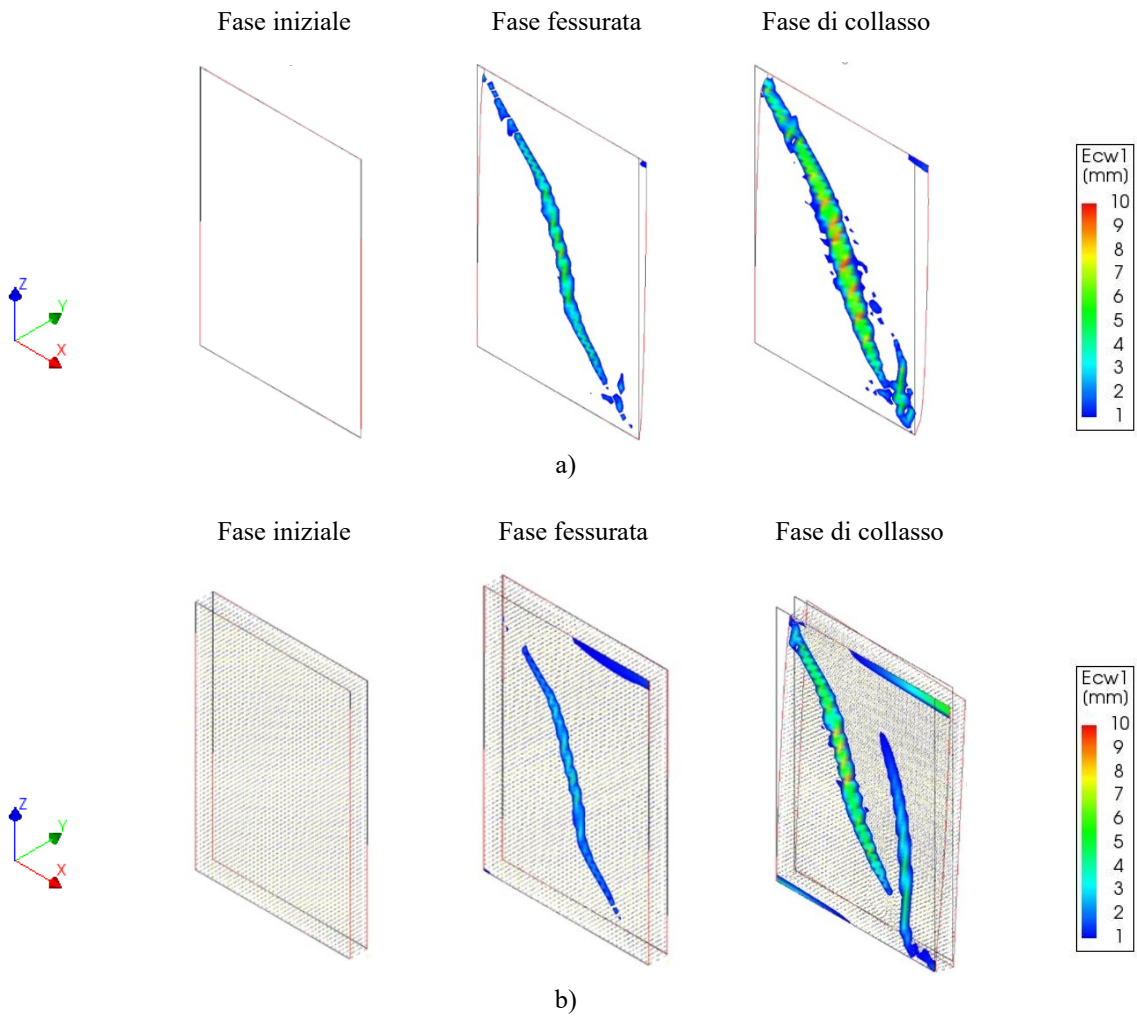 Fase iniziale Fase fessurata Fase di collasso
Ecw1
(mm)
10
9
8
7
6
5
4
3
2
1
Z
Y
X
a)
Fase iniziale Fase fessurata Fase di collasso
Ecw1
(mm)
10
9
8
7
6
5
4
3
2
1
Z
Y
X
b)